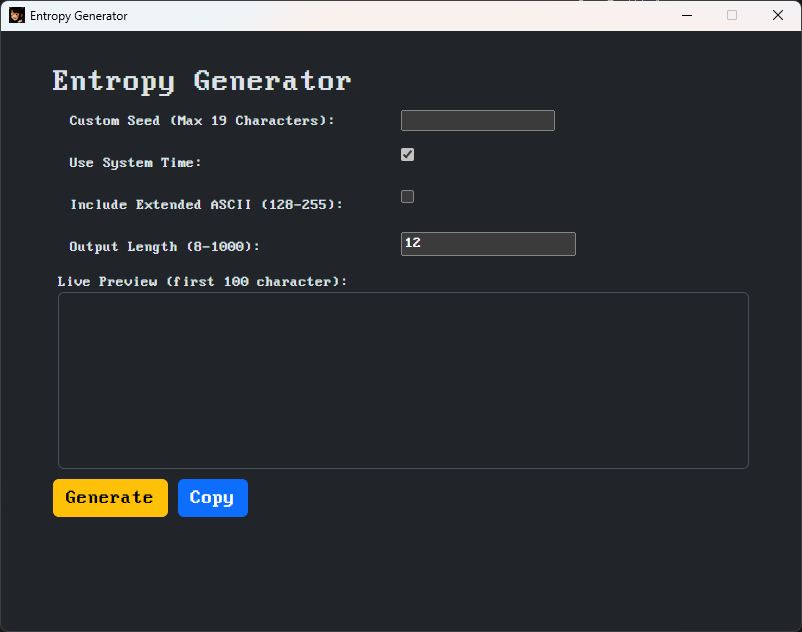 Entropy Generator
Entropy Generator
Custom Seed (Max 19 Characters):
Use System Time:
Include Extended ASCII (128-255):
Output Length (8-1000):
12
Live Preview (first 100 character):
Generate
Copy